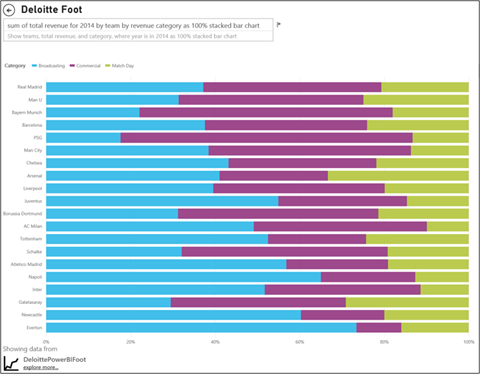 Deloitte Foot
sum of total revenue for 2014 by team by revenue category as 100% stacked bar chart
Show teams, total revenue, and category, where year is in 2014 as 100% stacked bar chart
Category Broadcasting Commercial Match Day
Real Madrid
Man U
Bayern Munich
Barcelona
PSG
Man City
Chelsea
Arsenal
Liverpool
Juventus
Borussia Dortmund
AC Milan
Tottenham
Schalke
Atletico Madrid
Napoli
Inter
Galatasaray
Newcastle
Everton
0% 20% 40% 60% 80% 100%
Showing data from
DeloittePowerBIFoot
explore more...